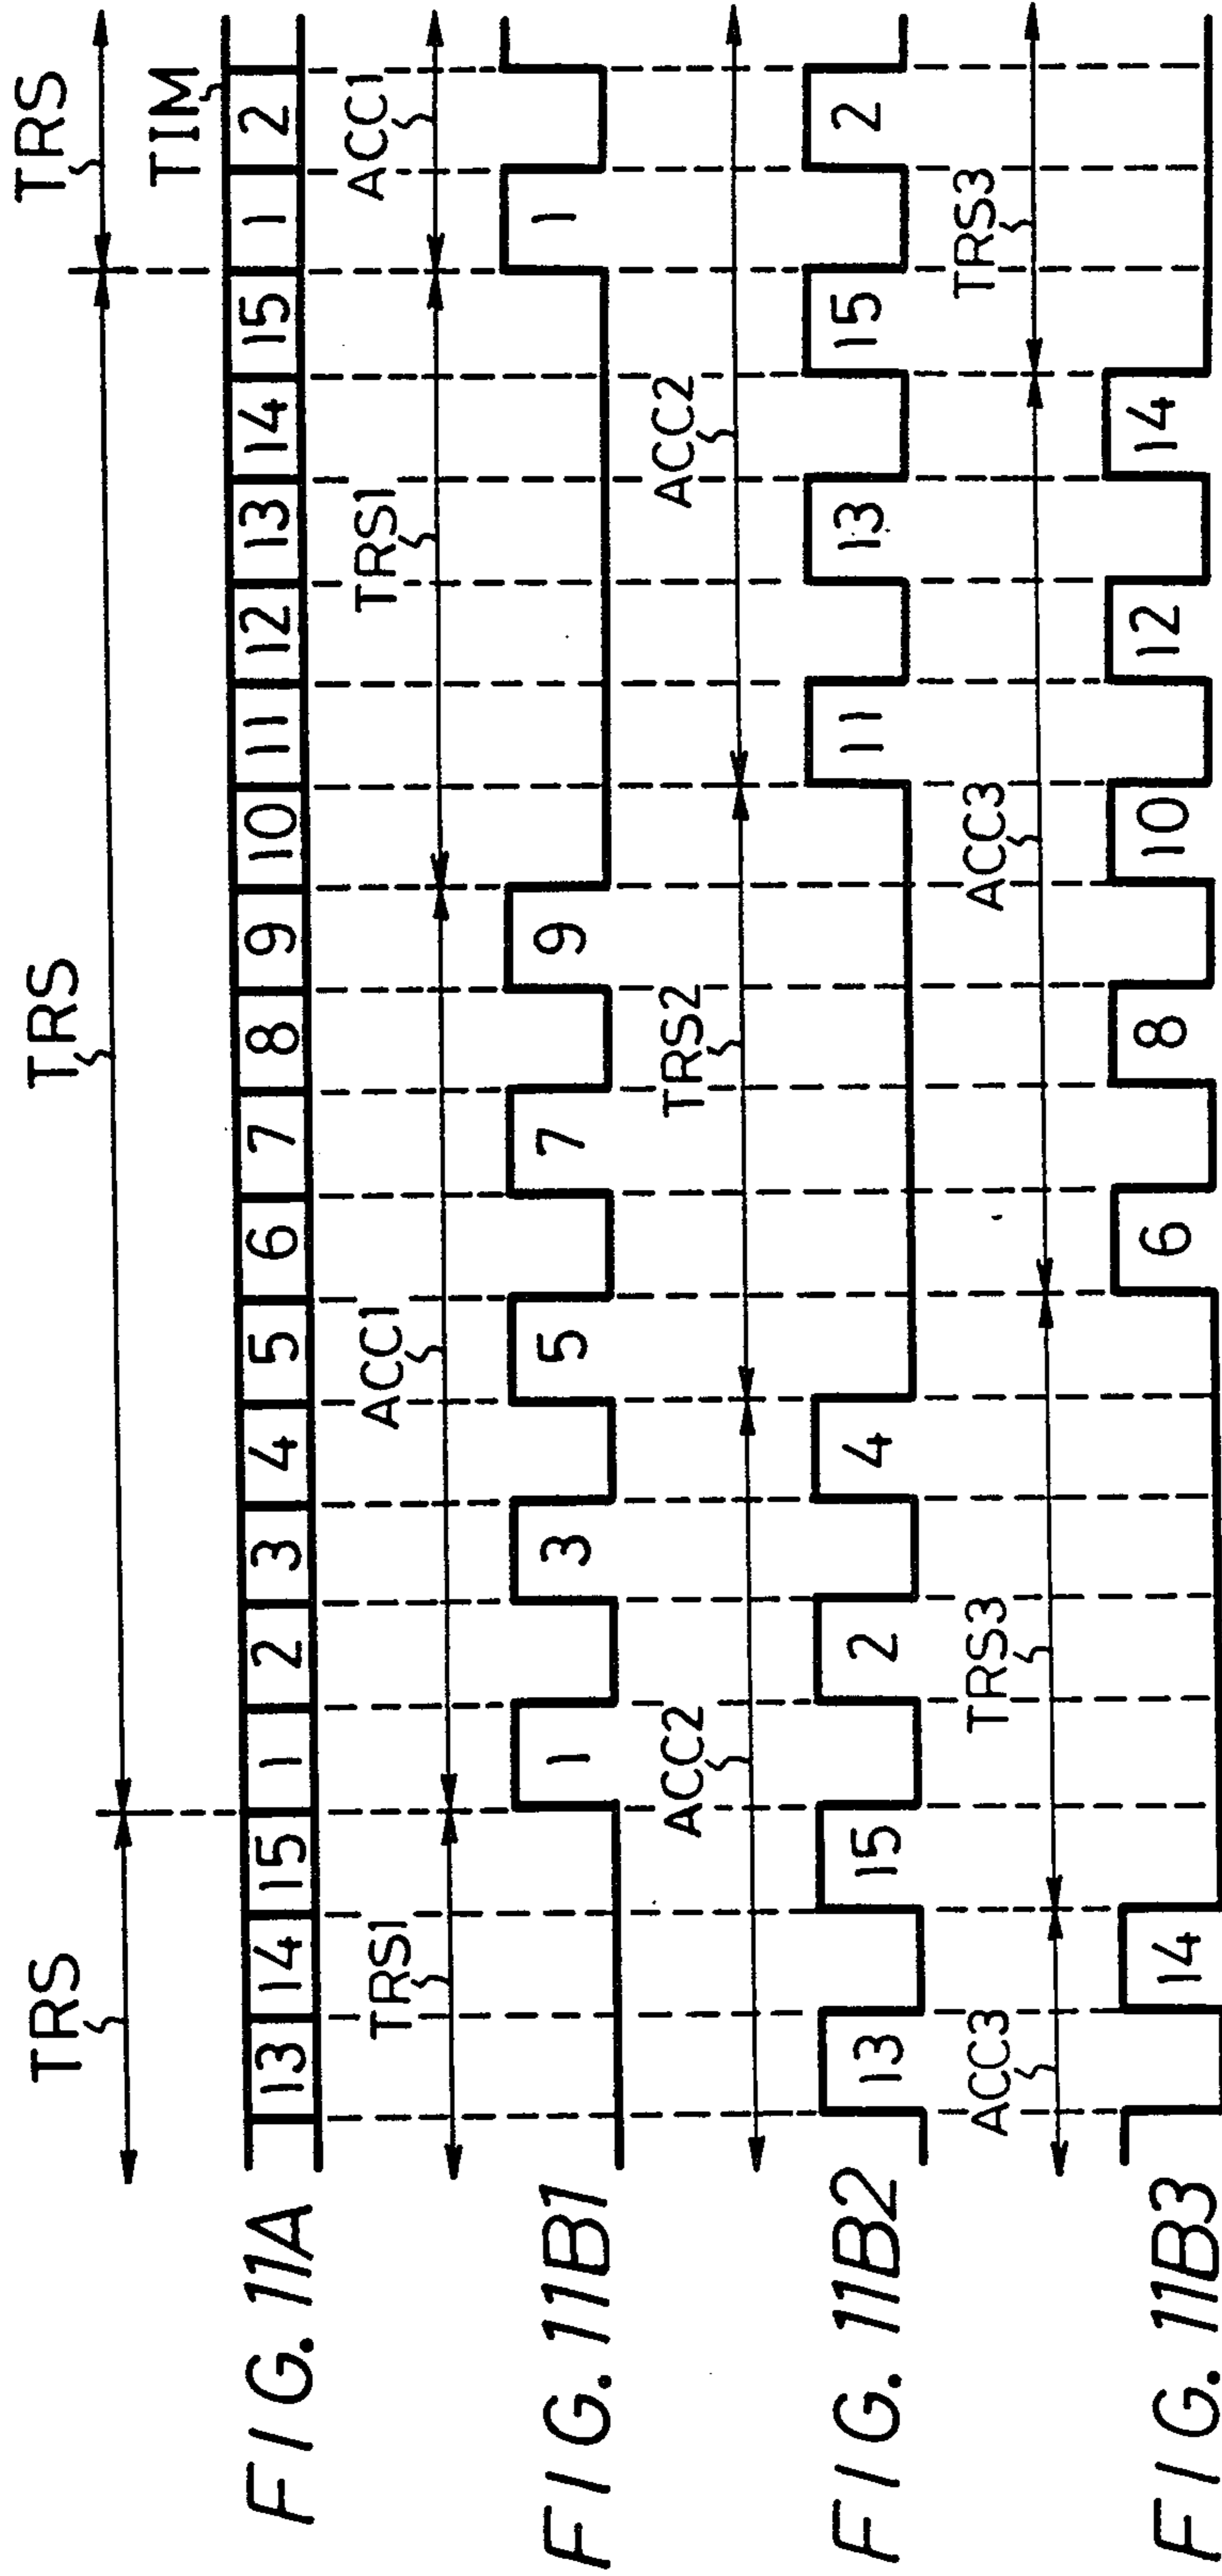 TRS TRS TRS
TIM
FIG. 11A 13 14 15 1 2 3 4 5 6 7 8 9 10 11 12 13 14 15 1 2
TRS1 ACC1 TRS1 ACC1
FIG. 11B1 1 3 5 7 9 1
ACC2 TRS2 ACC2
FIG. 11B2 13 15 2 4 11 13 15 2
ACC3 TRS3 ACC3 TRS3
FIG. 11B3 14 6 8 10 12 14